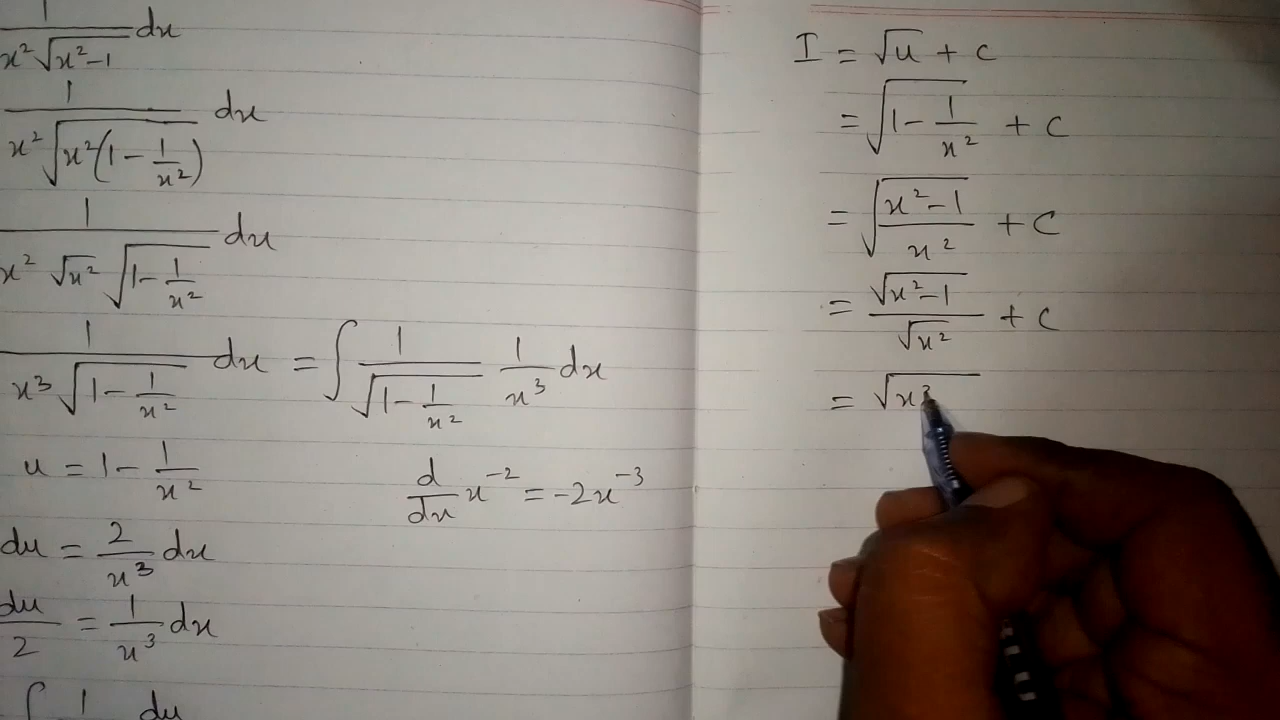 1/(x²√(x²-1)) dx
1/(x²√(x²(1 - 1/x²))) dx
1/(x² √x² √(1 - 1/x²)) dx
1/(x³ √(1 - 1/x²)) dx = ∫ 1/√(1 - 1/x²) 1/x³ dx
u = 1 - 1/x²
d/dx x⁻² = -2x⁻³
du = 2/x³ dx
du/2 = 1/x³ dx
∫ 1 du
I = √u + c
= √(1 - 1/x²) + c
= √((x²-1)/x²) + c
= √(x²-1)/√x² + c
= √x²